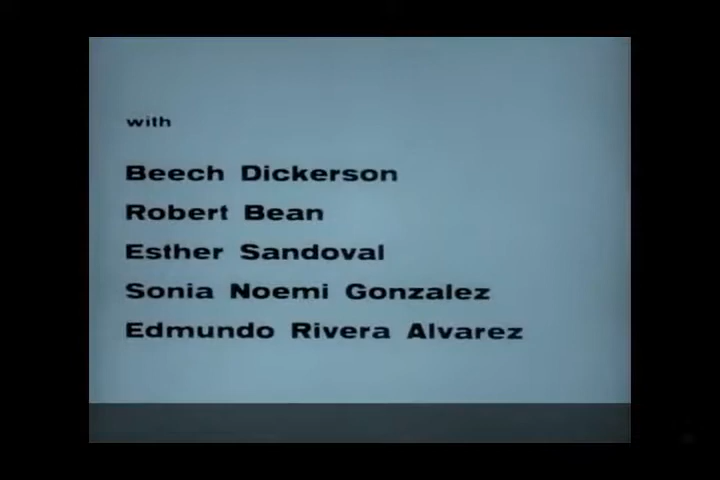 with
Beech Dickerson
Robert Bean
Esther Sandoval
Sonia Noemi Gonzalez
Edmundo Rivera Alvarez